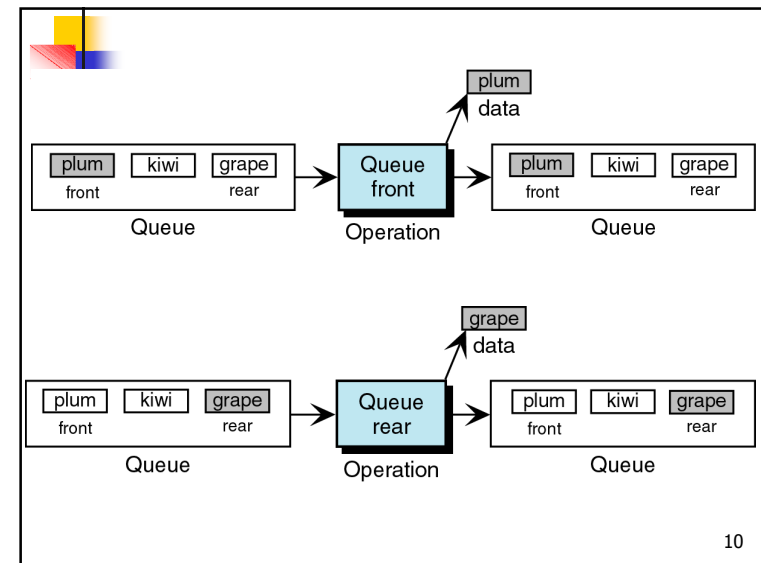 plum
data
plum kiwi grape
front rear
Queue
Queue
front
Operation
plum kiwi grape
front rear
Queue
grape
data
plum kiwi grape
front rear
Queue
Queue
rear
Operation
plum kiwi grape
front rear
Queue
10